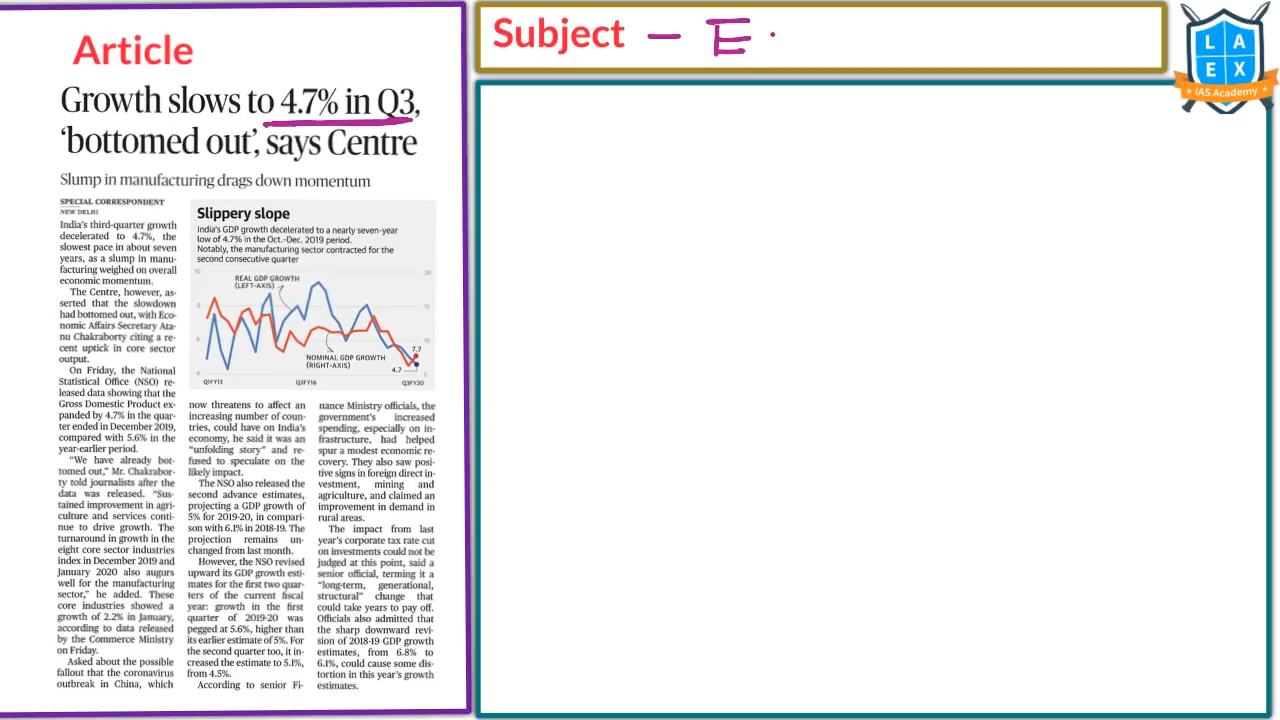 Article
Growth slows to 4.7% in Q3,
‘bottomed out’, says Centre
Slump in manufacturing drags down momentum
SPECIAL CORRESPONDENT
NEW DELHI
India's third-quarter growth
decelerated to 4.7%, the
slowest pace in about seven
years, as a slump in manu-
facturing weighed on overall
economic momentum.
The Centre, however, as-
serted that the slowdown
had bottomed out, with Eco-
nomic Affairs Secretary Ata-
nu Chakraborty citing a re-
cent uptick in core sector
output.
On Friday, the National
Statistical Office (NSO) re-
leased data showing that the
Gross Domestic Product ex-
panded by 4.7% in the quar-
ter ended in December 2019,
compared with 5.6% in the
year-earlier period.
“We have already bot-
tomed out,” Mr. Chakrabor-
ty told journalists after the
data was released. “Sus-
tained improvement in agri-
culture and services conti-
nue to drive growth. The
turnaround in growth in the
eight core sector industries
index in December 2019 and
January 2020 also augurs
well for the manufacturing
sector,” he added. These
core industries showed a
growth of 2.2% in January,
according to data released
by the Commerce Ministry
on Friday.
Asked about the possible
fallout that the coronavirus
outbreak in China, which
Slippery slope
India's GDP growth decelerated to a nearly seven-year
low of 4.7% in the Oct.-Dec. 2019 period.
Notably, the manufacturing sector contracted for the
second consecutive quarter
10
8
6
4
20
15
10
5
REAL GDP GROWTH
(LEFT-AXIS)
NOMINAL GDP GROWTH
(RIGHT-AXIS)
7.7
4.7
Q1FY13
Q3FY16
Q3FY20
now threatens to affect an
increasing number of coun-
tries, could have on India's
economy, he said it was an
“unfolding story” and re-
fused to speculate on the
likely impact.
The NSO also released the
second advance estimates,
projecting a GDP growth of
5% for 2019-20, in compari-
son with 6.1% in 2018-19. The
projection remains un-
changed from last month.
However, the NSO revised
upward its GDP growth esti-
mates for the first two quar-
ters of the current fiscal
year: growth in the first
quarter of 2019-20 was
pegged at 5.6%, higher than
its earlier estimate of 5%. For
the second quarter too, it in-
creased the estimate to 5.1%,
from 4.5%.
According to senior Fi-
nance Ministry officials, the
government's increased
spending, especially on in-
frastructure, had helped
spur a modest economic re-
covery. They also saw posi-
tive signs in foreign direct in-
vestment, mining and
agriculture, and claimed an
improvement in demand in
rural areas.
The impact from last
year's corporate tax rate cut
on investments could not be
judged at this point, said a
senior official, terming it a
“long-term, generational,
structural” change that
could take years to pay off.
Officials also admitted that
the sharp downward revi-
sion of 2018-19 GDP growth
estimates, from 6.8% to
6.1%, could cause some dis-
tortion in this year's growth
estimates.
Subject – E
L A
E X
IAS Academy